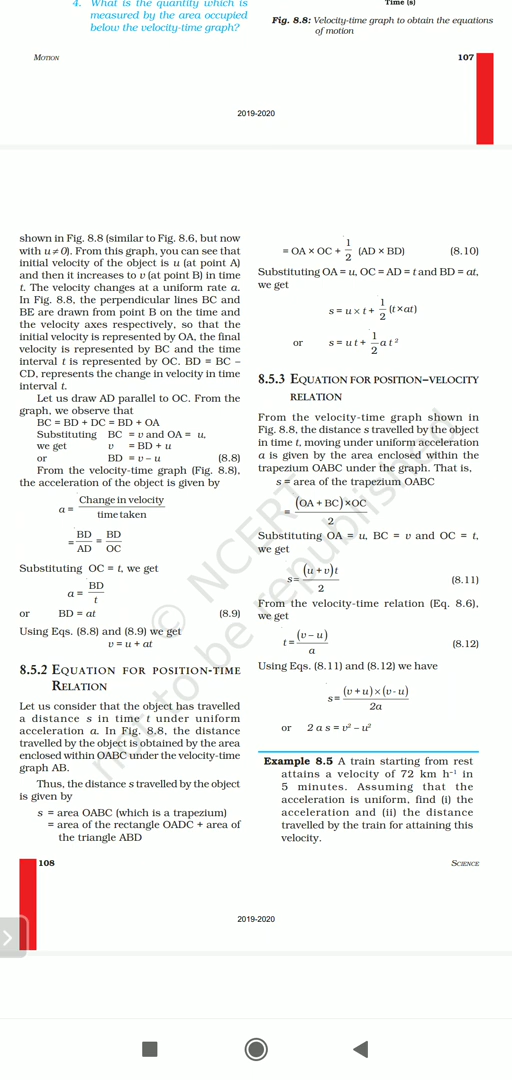 4. What is the quantity which is
measured by the area occupied
below the velocity-time graph?
Time (s)
Fig. 8.8: Velocity-time graph to obtain the equations
of motion
MOTION
107
2019-2020
shown in Fig. 8.8 (similar to Fig. 8.6, but now
with u ≠ 0). From this graph, you can see that
initial velocity of the object is u (at point A)
and then it increases to v (at point B) in time
t. The velocity changes at a uniform rate a.
In Fig. 8.8, the perpendicular lines BC and
BE are drawn from point B on the time and
the velocity axes respectively, so that the
initial velocity is represented by OA, the final
velocity is represented by BC and the time
interval t is represented by OC. BD = BC –
CD, represents the change in velocity in time
interval t.
Let us draw AD parallel to OC. From the
graph, we observe that
BC = BD + DC = BD + OA
Substituting BC = v and OA = u,
we get v = BD + u
or BD = v – u (8.8)
From the velocity-time graph (Fig. 8.8),
the acceleration of the object is given by
a = Change in velocity / time taken
= BD / AD = BD / OC
Substituting OC = t, we get
a = BD / t
or BD = at (8.9)
Using Eqs. (8.8) and (8.9) we get
v = u + at
8.5.2 EQUATION FOR POSITION-TIME
RELATION
Let us consider that the object has travelled
a distance s in time t under uniform
acceleration a. In Fig. 8.8, the distance
travelled by the object is obtained by the area
enclosed within OABC under the velocity-time
graph AB.
Thus, the distance s travelled by the object
is given by
s = area OABC (which is a trapezium)
= area of the rectangle OADC + area of
the triangle ABD
= OA × OC + 1/2 (AD × BD) (8.10)
Substituting OA = u, OC = AD = t and BD = at,
we get
s = u × t + 1/2 (t × at)
or s = u t + 1/2 a t²
8.5.3 EQUATION FOR POSITION–VELOCITY
RELATION
From the velocity-time graph shown in
Fig. 8.8, the distance s travelled by the object
in time t, moving under uniform acceleration
a is given by the area enclosed within the
trapezium OABC under the graph. That is,
s = area of the trapezium OABC
= (OA + BC) × OC / 2
Substituting OA = u, BC = v and OC = t,
we get
s = (u + v) t / 2 (8.11)
From the velocity-time relation (Eq. 8.6),
we get
t = (v – u) / a (8.12)
Using Eqs. (8.11) and (8.12) we have
s = (v + u) × (v - u) / 2a
or 2 a s = v² – u²
Example 8.5 A train starting from rest
attains a velocity of 72 km h⁻¹ in
5 minutes. Assuming that the
acceleration is uniform, find (i) the
acceleration and (ii) the distance
travelled by the train for attaining this
velocity.
108
SCIENCE
2019-2020
© NCERT
not to be republished